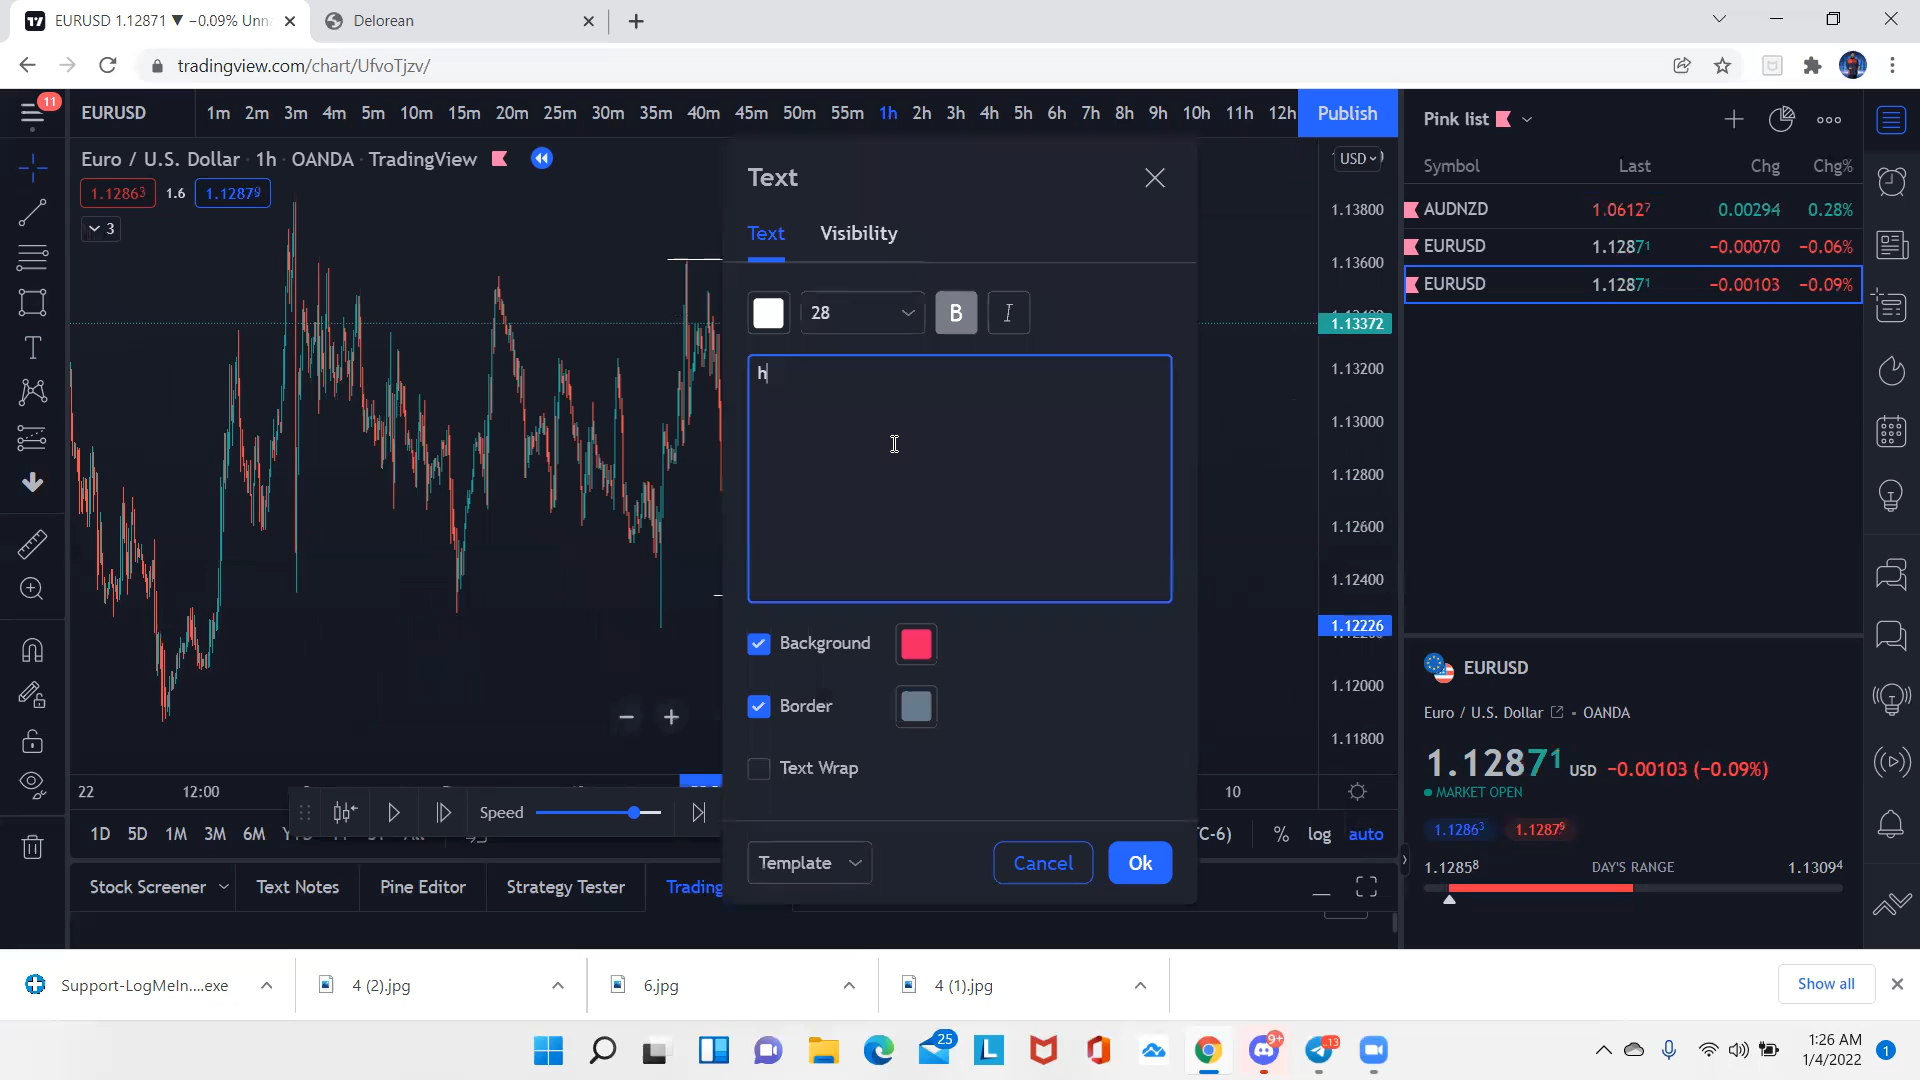 EURUSD 1.12871 ▼ −0.09% Unn
Delorean
tradingview.com/chart/UfvoTjzv/
11
EURUSD
1m 2m 3m 4m 5m 10m 15m 20m 25m 30m 35m 40m 45m 50m 55m 1h 2h 3h 4h 5h 6h 7h 8h 9h 10h 11h 12h
Publish
Euro / U.S. Dollar · 1h · OANDA · TradingView
1.12863 1.6 1.12879
3
Text
Text Visibility
28 B I
h
Background
Border
Text Wrap
Template
Cancel
Ok
USD
1.13800
1.13600
1.13372
1.13200
1.13000
1.12800
1.12600
1.12400
1.12226
1.12000
1.11800
22 12:00 10
Speed
1D 5D 1M 3M 6M
C-6) % log auto
Stock Screener Text Notes Pine Editor Strategy Tester Trading
Pink list
Symbol Last Chg Chg%
AUDNZD 1.06127 0.00294 0.28%
EURUSD 1.12871 −0.00070 −0.06%
EURUSD 1.12871 −0.00103 −0.09%
EURUSD
Euro / U.S. Dollar · OANDA
1.12871 USD −0.00103 (−0.09%)
MARKET OPEN
1.12863 1.12879
1.12858 DAY'S RANGE 1.13094
Support-LogMeIn....exe
4 (2).jpg
6.jpg
4 (1).jpg
Show all
25
L
9+
13
1:26 AM
1/4/2022
1